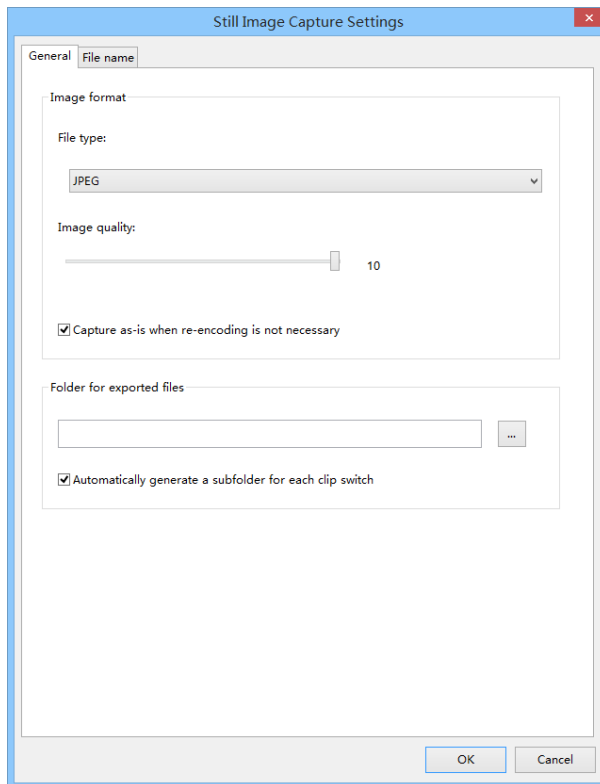 Still Image Capture Settings
General
File name
Image format
File type:
JPEG
Image quality:
10
Capture as-is when re-encoding is not necessary
Folder for exported files
...
Automatically generate a subfolder for each clip switch
OK
Cancel